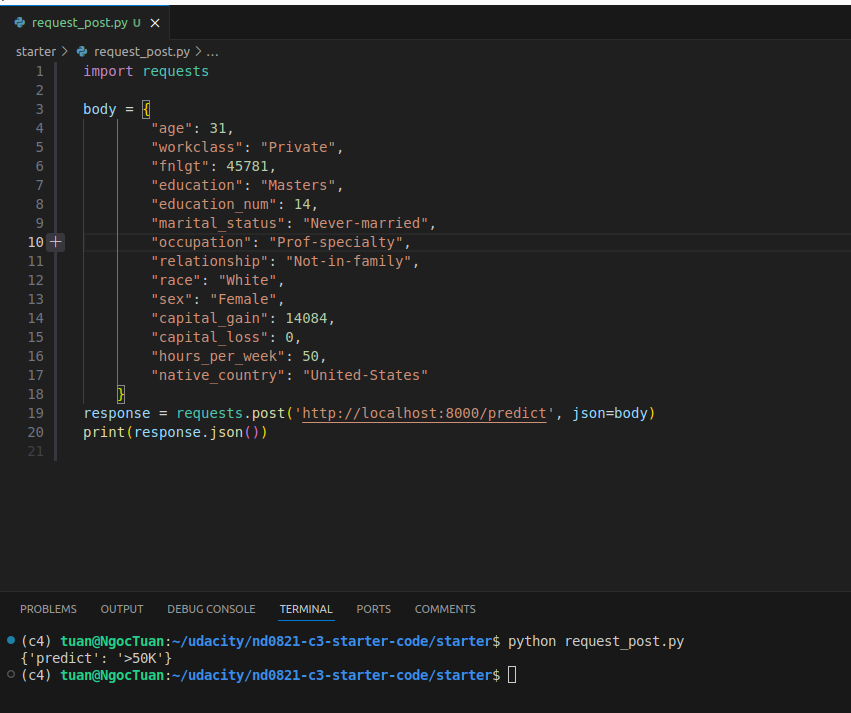 request_post.py U ×
starter > request_post.py > ...
1 import requests
2
3 body = {
4 "age": 31,
5 "workclass": "Private",
6 "fnlgt": 45781,
7 "education": "Masters",
8 "education_num": 14,
9 "marital_status": "Never-married",
10 "occupation": "Prof-specialty",
11 "relationship": "Not-in-family",
12 "race": "White",
13 "sex": "Female",
14 "capital_gain": 14084,
15 "capital_loss": 0,
16 "hours_per_week": 50,
17 "native_country": "United-States"
18 }
19 response = requests.post('http://localhost:8000/predict', json=body)
20 print(response.json())
21
PROBLEMS OUTPUT DEBUG CONSOLE TERMINAL PORTS COMMENTS
(c4) tuan@NgocTuan:~/udacity/nd0821-c3-starter-code/starter$ python request_post.py
{'predict': '>50K'}
(c4) tuan@NgocTuan:~/udacity/nd0821-c3-starter-code/starter$